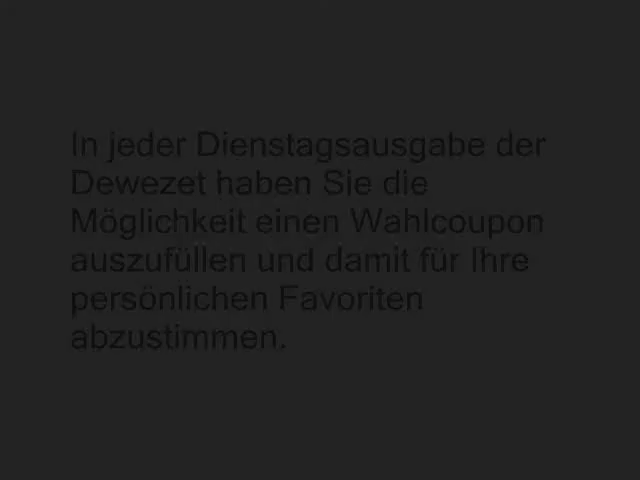 In jeder Dienstagsausgabe der
Dewezet haben Sie die
Möglichkeit einen Wahlcoupon
auszufüllen und damit für Ihre
persönlichen Favoriten
abzustimmen.